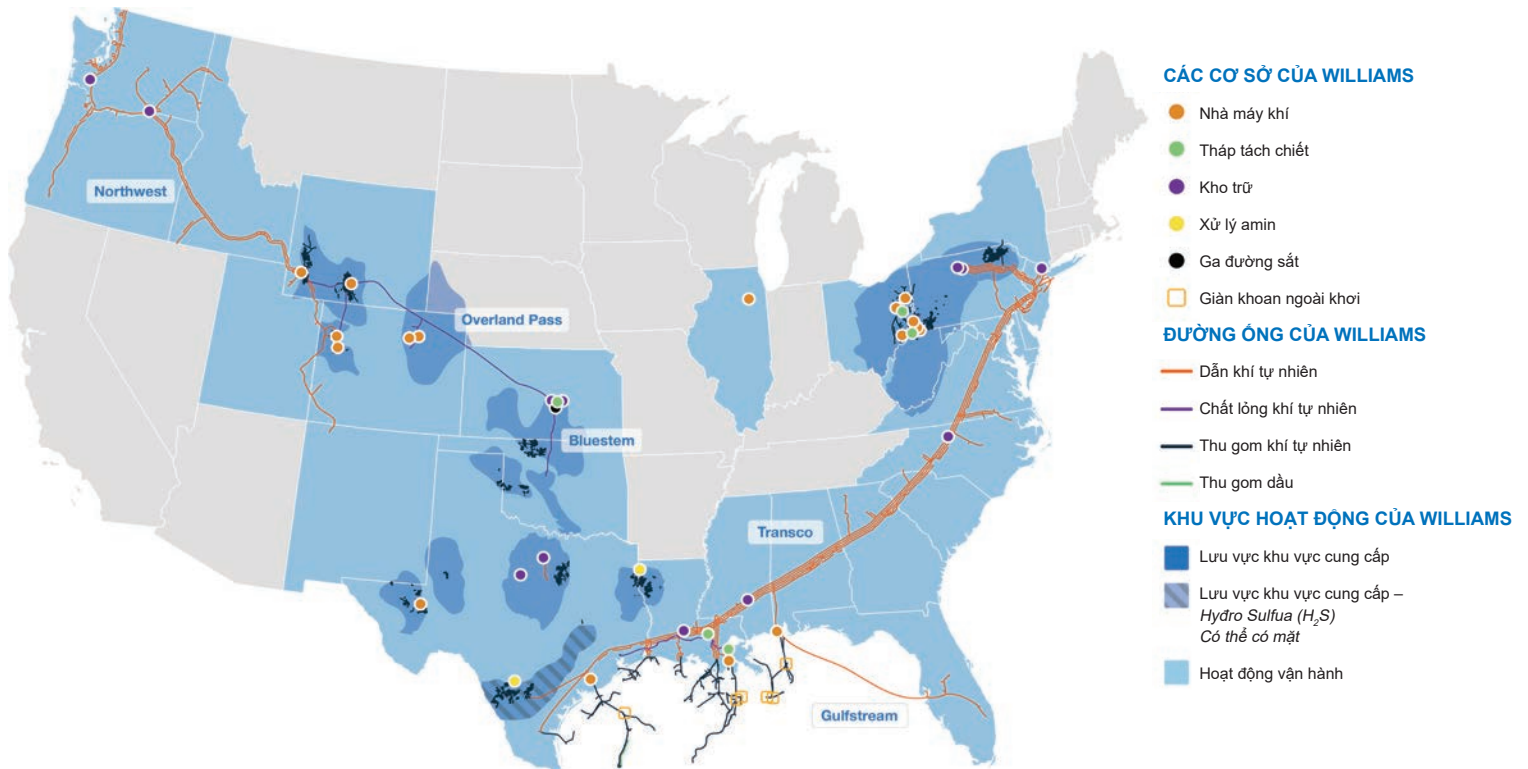 Northwest
Overland Pass
Bluestem
Transco
Gulfstream
CÁC CƠ SỞ CỦA WILLIAMS
Nhà máy khí
Tháp tách chiết
Kho trữ
Xử lý amin
Ga đường sắt
Giàn khoan ngoài khơi
ĐƯỜNG ỐNG CỦA WILLIAMS
Dẫn khí tự nhiên
Chất lỏng khí tự nhiên
Thu gom khí tự nhiên
Thu gom dầu
KHU VỰC HOẠT ĐỘNG CỦA WILLIAMS
Lưu vực khu vực cung cấp
Lưu vực khu vực cung cấp –
Hyđro Sulfua (H₂S)
Có thể có mặt
Hoạt động vận hành